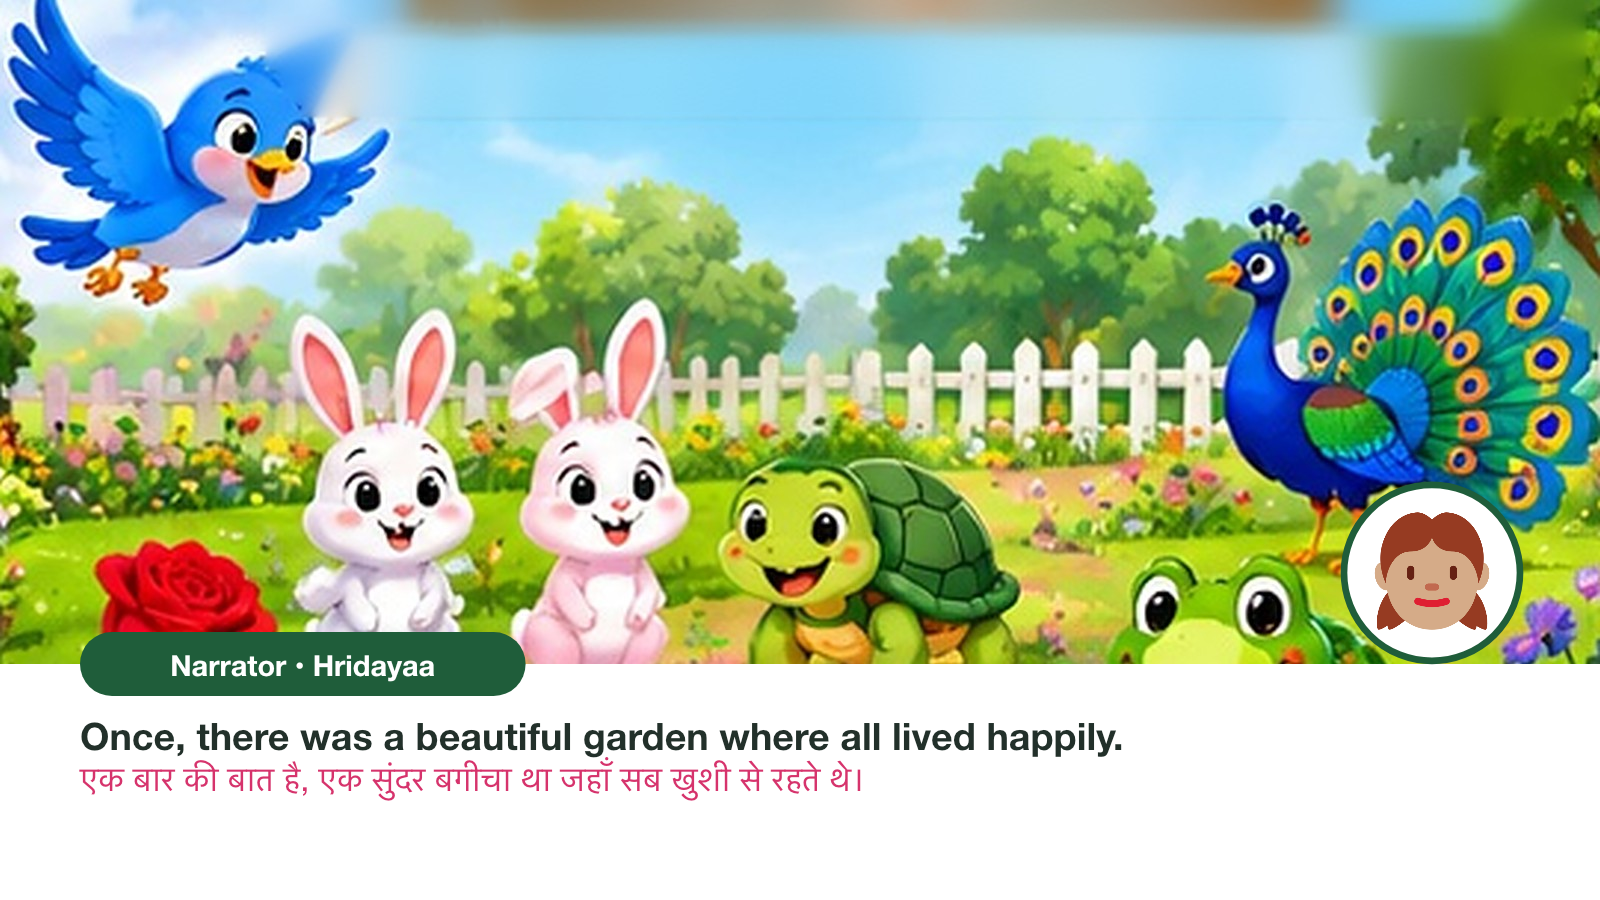 Narrator • Hridayaa
Once, there was a beautiful garden where all lived happily.
एक बार की बात है, एक सुंदर बगीचा था जहाँ सब खुशी से रहते थे।